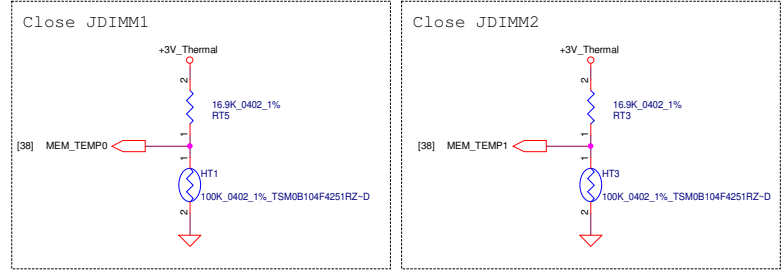 Close JDIMM1
+3V_Thermal
2
16.9K_0402_1%
RT5
1
[38] MEM_TEMP0
1
HT1
100K_0402_1%_TSM0B104F4251RZ~D
2
Close JDIMM2
+3V_Thermal
2
16.9K_0402_1%
RT3
1
[38] MEM_TEMP1
1
HT3
100K_0402_1%_TSM0B104F4251RZ~D
2